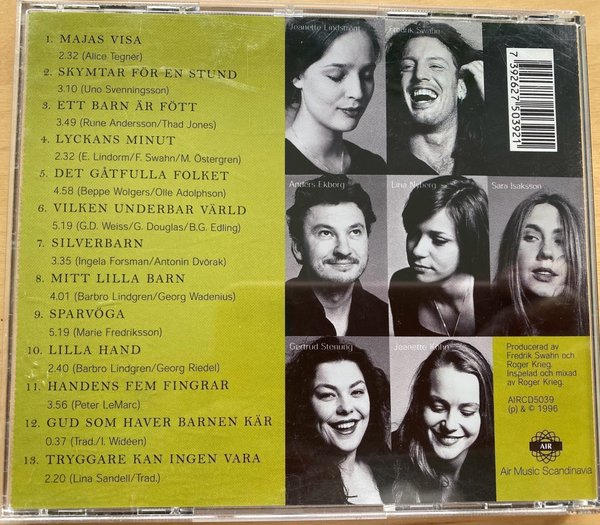 1. MAJAS VISA
2.32 (Alice Tegner)
2. SKYMTAR FÖR EN STUND
3.10 (Uno Svenningsson)
3. ETT BARN ÄR FÖTT
3.49 (Rune Andersson/Thad Jones)
4. LYCKANS MINUT
2.32 (E. Lindorm/F. Swahn/M. Östergren)
5. DET GÅTFULLA FOLKET
4.58 (Beppe Wolgers/Olle Adolphson)
6. VILKEN UNDERBAR VÄRLD
5.19 (G.D. Weiss/G. Douglas/B.G. Edling)
7. SILVERBARN
3.35 (Ingela Forsman/Antonin Dvórak)
8. MITT LILLA BARN
4.01 (Barbro Lindgren/Georg Wadenius)
9. SPARVÖGA
5.19 (Marie Fredriksson)
10. LILLA HAND
2.40 (Barbro Lindgren/Georg Riedel)
11. HANDENS FEM FINGRAR
3.56 (Peter LeMarc)
12. GUD SOM HAVER BARNEN KÄR
0.37 (Trad./I. Widéen)
13. TRYGGARE KAN INGEN VARA
2.20 (Lina Sandell/Trad.)
Jeanette Lindström
Fredrik Swahn
7 392627 503921
Anders Ekborg
Lina Nyberg
Sara Isaksson
Gertrud Stenung
Jeanette Köhn
Producerad av
Fredrik Swahn och
Roger Krieg.
Inspelad och mixad
av Roger Krieg.
AIRCD5039
(p) & © 1996
AIR
Air Music Scandinavia